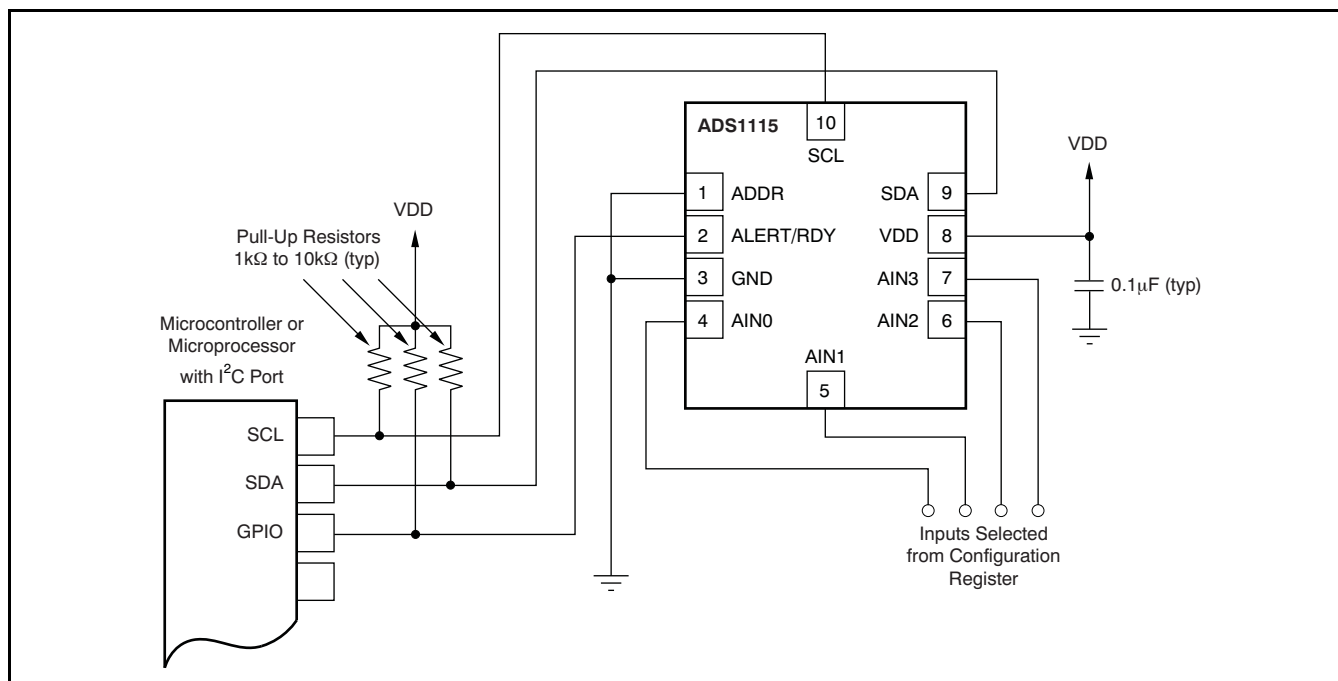 ADS1115
10
SCL
1
ADDR
2
ALERT/RDY
3
GND
4
AIN0
AIN1
5
SDA
9
VDD
8
AIN3
7
AIN2
6
VDD
0.1μF (typ)
VDD
Pull-Up Resistors
1kΩ to 10kΩ (typ)
Microcontroller or
Microprocessor
with I²C Port
SCL
SDA
GPIO
Inputs Selected
from Configuration
Register